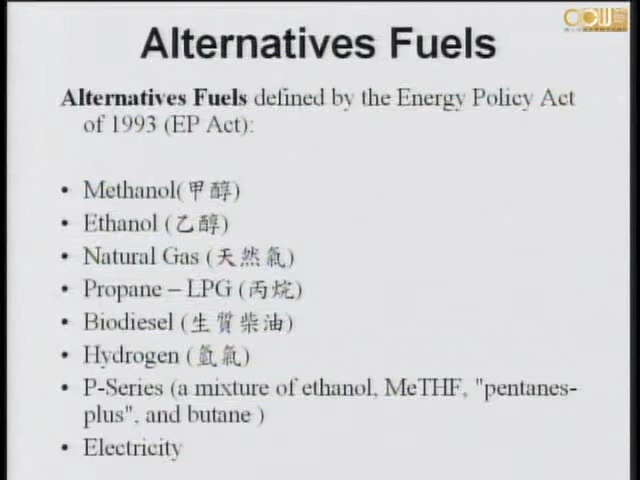 Alternatives Fuels
Alternatives Fuels defined by the Energy Policy Act
of 1993 (EP Act):
• Methanol(甲醇)
• Ethanol (乙醇)
• Natural Gas (天然氣)
• Propane – LPG (丙烷)
• Biodiesel (生質柴油)
• Hydrogen (氫氣)
• P-Series (a mixture of ethanol, MeTHF, "pentanes-
plus", and butane )
• Electricity